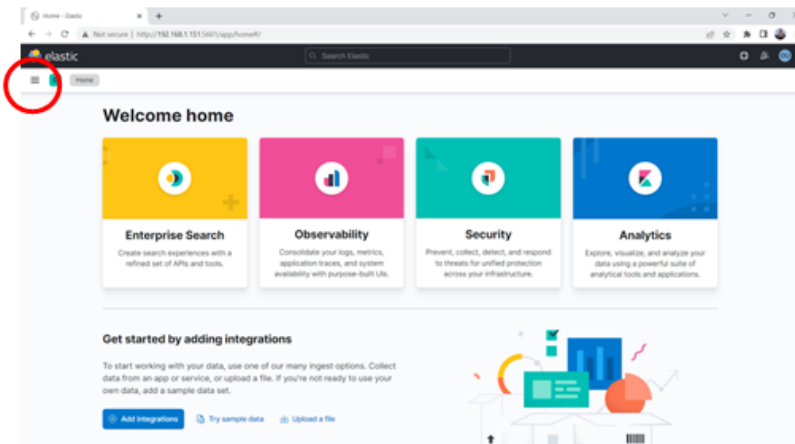 Home - Elastic
Not secure | http://192.168.1.151:5601/app/home#/
elastic
Search Elastic
Home
Welcome home
Enterprise Search
Create search experiences with a
refined set of APIs and tools.
Observability
Consolidate your logs, metrics,
application traces, and system
availability with purpose-built UIs.
Security
Prevent, collect, detect, and respond
to threats for unified protection
across your infrastructure.
Analytics
Explore, visualize, and analyze your
data using a powerful suite of
analytical tools and applications.
Get started by adding integrations
To start working with your data, use one of our many ingest options. Collect
data from an app or service, or upload a file. If you're not ready to use your
own data, add a sample data set.
Add integrations
Try sample data
Upload a file